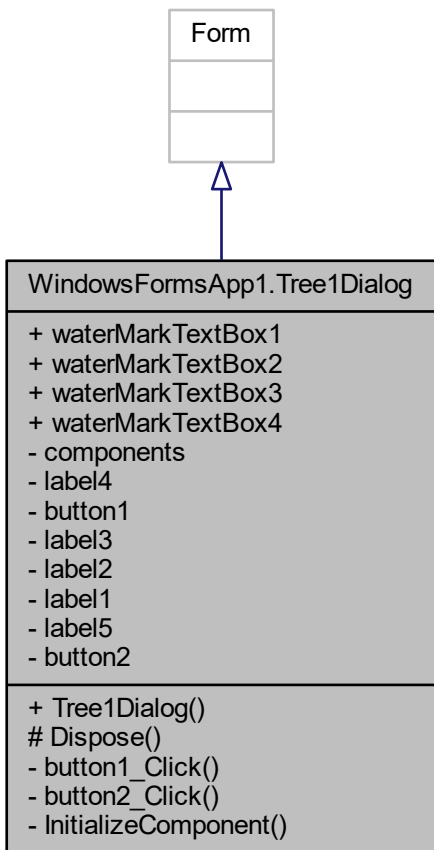 Form
WindowsFormsApp1.Tree1Dialog
+ waterMarkTextBox1
+ waterMarkTextBox2
+ waterMarkTextBox3
+ waterMarkTextBox4
- components
- label4
- button1
- label3
- label2
- label1
- label5
- button2
+ Tree1Dialog()
# Dispose()
- button1_Click()
- button2_Click()
- InitializeComponent()